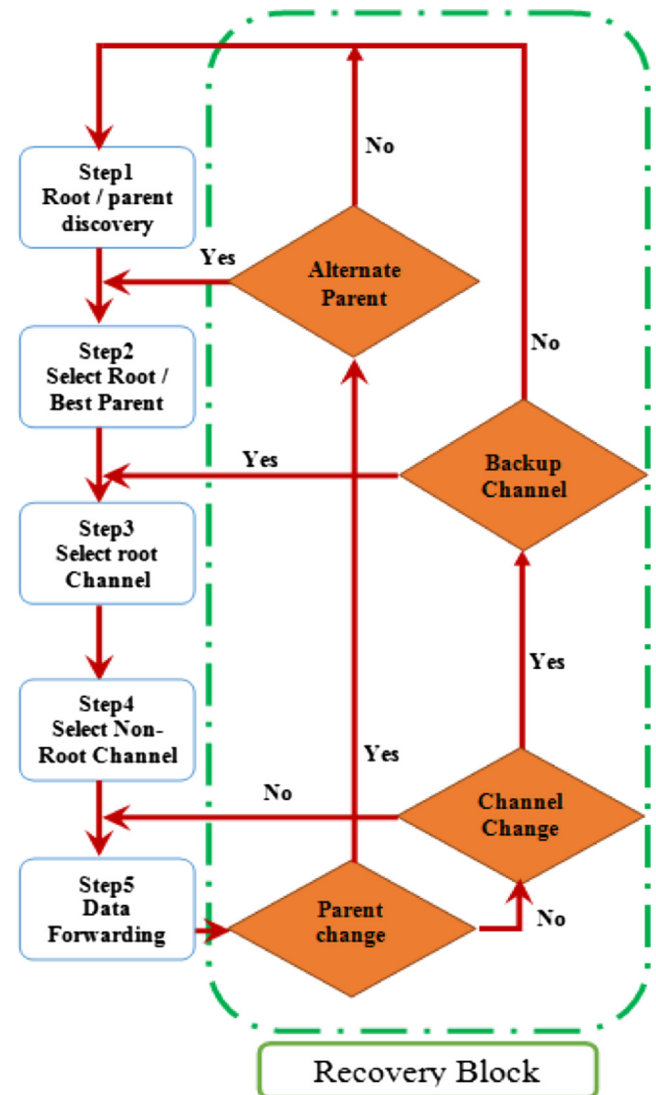 No
Step1
Root / parent
discovery
Yes
Alternate
Parent
Step2
Select Root /
Best Parent
No
Yes
Backup
Channel
Step3
Select root
Channel
Yes
Step4
Select Non-
Root Channel
Yes
No
Channel
Change
Step5
Data
Forwarding
Parent
change
No
Recovery Block